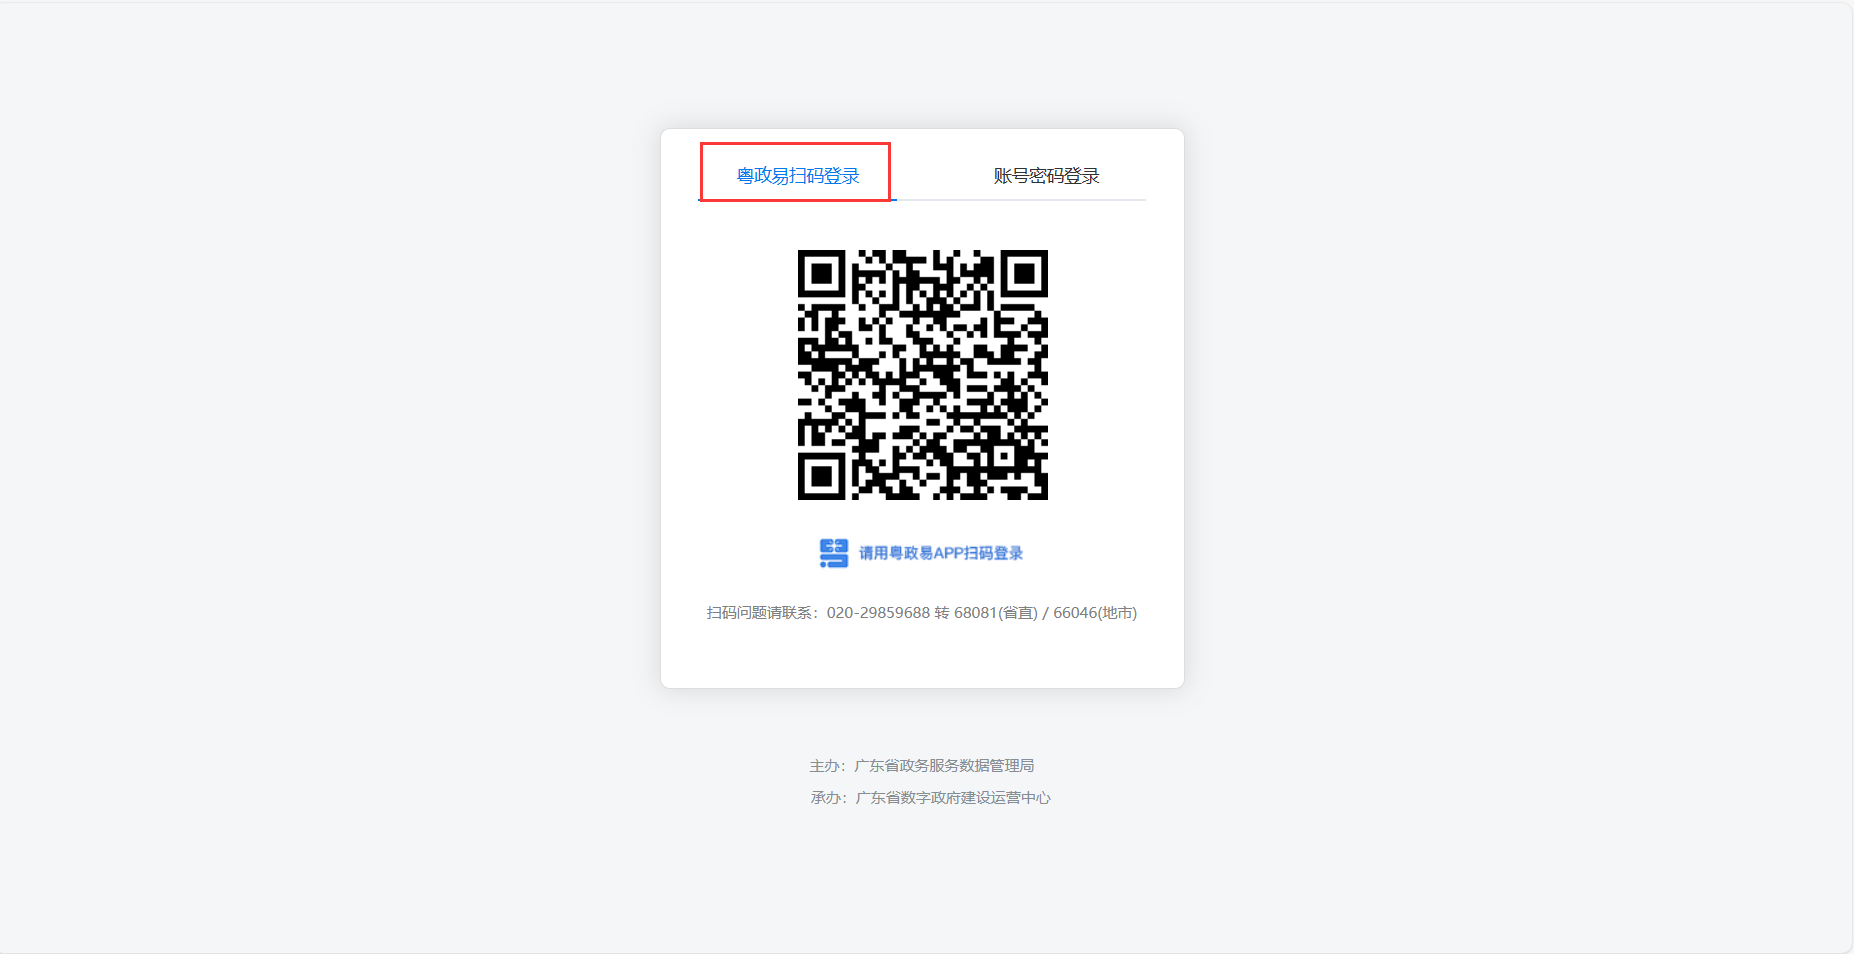 粤政易扫码登录
账号密码登录
请用粤政易APP扫码登录
扫码问题请联系：020-29859688 转 68081(省直) / 66046(地市)
主办：广东省政务服务数据管理局
承办：广东省数字政府建设运营中心